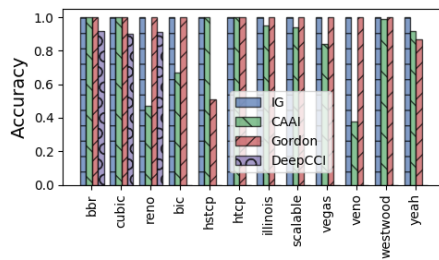 1.0
0.8
0.6
0.4
0.2
0.0
Accuracy
IG
CAAI
Gordon
DeepCCI
bbr
cubic
reno
bic
hstcp
htcp
illinois
scalable
vegas
veno
westwood
yeah